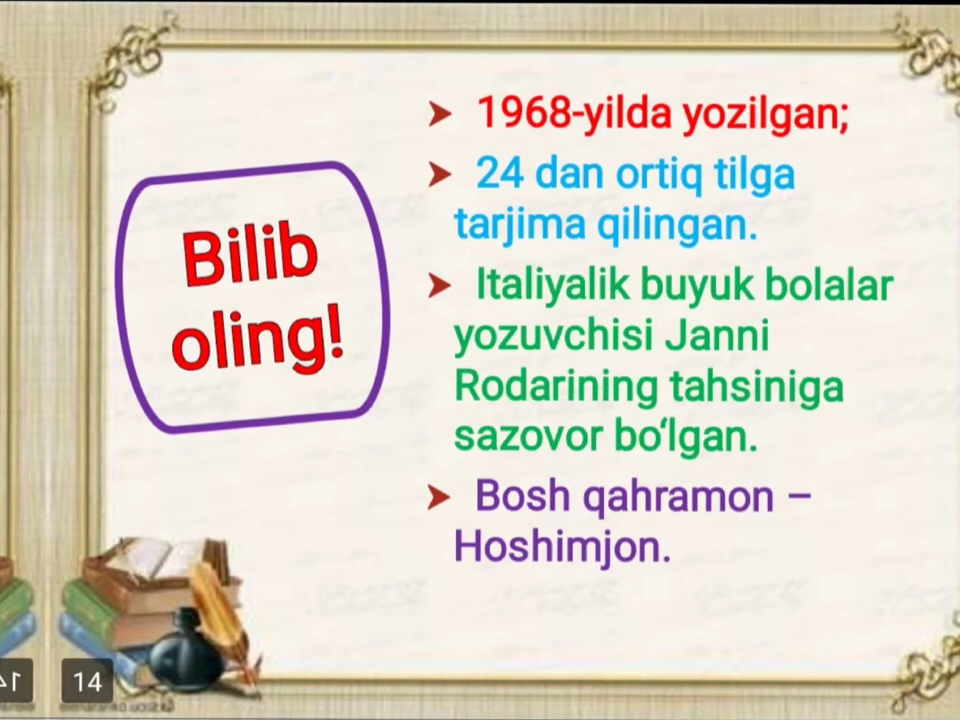 Bilib
oling!
➤ 1968-yilda yozilgan;
➤ 24 dan ortiq tilga
tarjima qilingan.
➤ Italiyalik buyuk bolalar
yozuvchisi Janni
Rodarining tahsiniga
sazovor bo‘lgan.
➤ Bosh qahramon –
Hoshimjon.
14